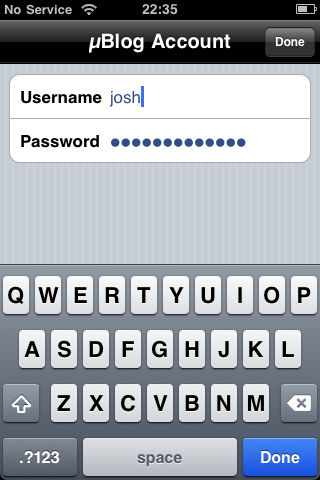 No Service 22:35
µBlog Account Done
Username josh
Password •••••••••••••
Q W E R T Y U I O P
A S D F G H J K L
Z X C V B N M
.?123 space Done